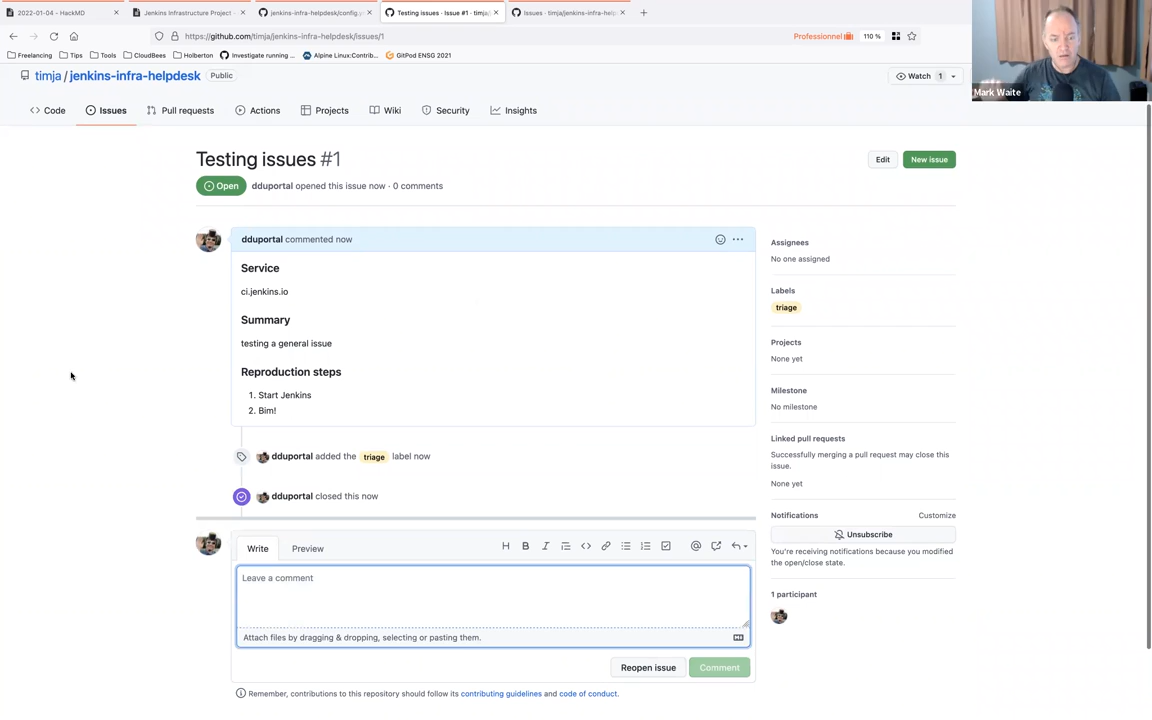 2022-01-04 - HackMD
Jenkins Infrastructure Project -
jenkins-infra-helpdesk/config.y
Testing issues · Issue #1 · timja
Issues · timja/jenkins-infra-help
https://github.com/timja/jenkins-infra-helpdesk/issues/1
Professionnel
110 %
Freelancing
Tips
Tools
CloudBees
Holberton
Investigate running ...
Alpine Linux:Contrib...
GitPod ENSG 2021
Mark Waite
timja / jenkins-infra-helpdesk
Public
Watch 1
Code
Issues
Pull requests
Actions
Projects
Wiki
Security
Insights
Testing issues #1
Edit
New issue
Open
dduportal opened this issue now · 0 comments
dduportal commented now
Service
ci.jenkins.io
Summary
testing a general issue
Reproduction steps
1. Start Jenkins
2. Bim!
dduportal added the triage label now
dduportal closed this now
Write
Preview
Leave a comment
Attach files by dragging & dropping, selecting or pasting them.
Reopen issue
Comment
Remember, contributions to this repository should follow its contributing guidelines and code of conduct.
Assignees
No one assigned
Labels
triage
Projects
None yet
Milestone
No milestone
Linked pull requests
Successfully merging a pull request may close this
issue.
None yet
Notifications
Customize
Unsubscribe
You're receiving notifications because you modified
the open/close state.
1 participant